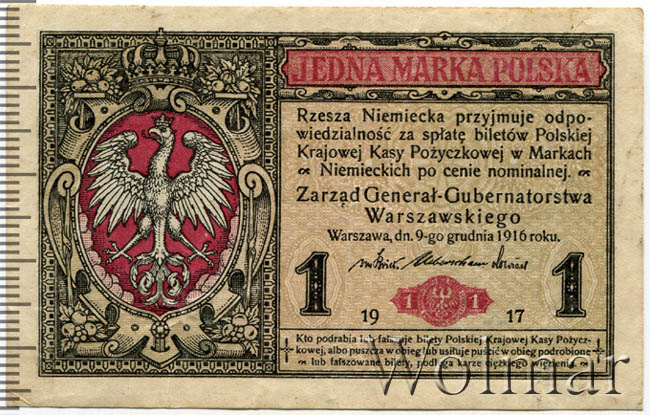 JEDNA MARKA POLSKA
Rzesza Niemiecka przyjmuje odpo-
wiedzialność za spłatę biletów Polskiej
Krajowej Kasy Pożyczkowej w Markach
Niemieckich po cenie nominalnej.
Zarząd Generał-Gubernatorstwa
Warszawskiego
Warszawa, dn. 9-go grudnia 1916 roku.
1 1 1 1
19 17
Kto podrabia lub fałszuje bilety Polskiej Krajowej Kasy Pożycz-
kowej, albo puszcza w obieg lub usiłuje puścić w obieg podrobione
lub fałszowane bilety, podlega karze ciężkiego więzienia.
Wolmar